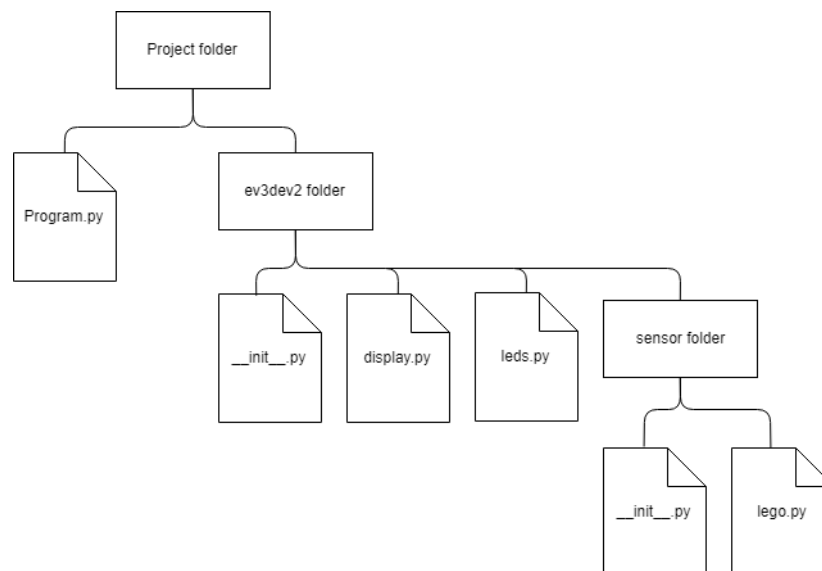 Project folder
Program.py
ev3dev2 folder
__init__.py
display.py
leds.py
sensor folder
__init__.py
lego.py